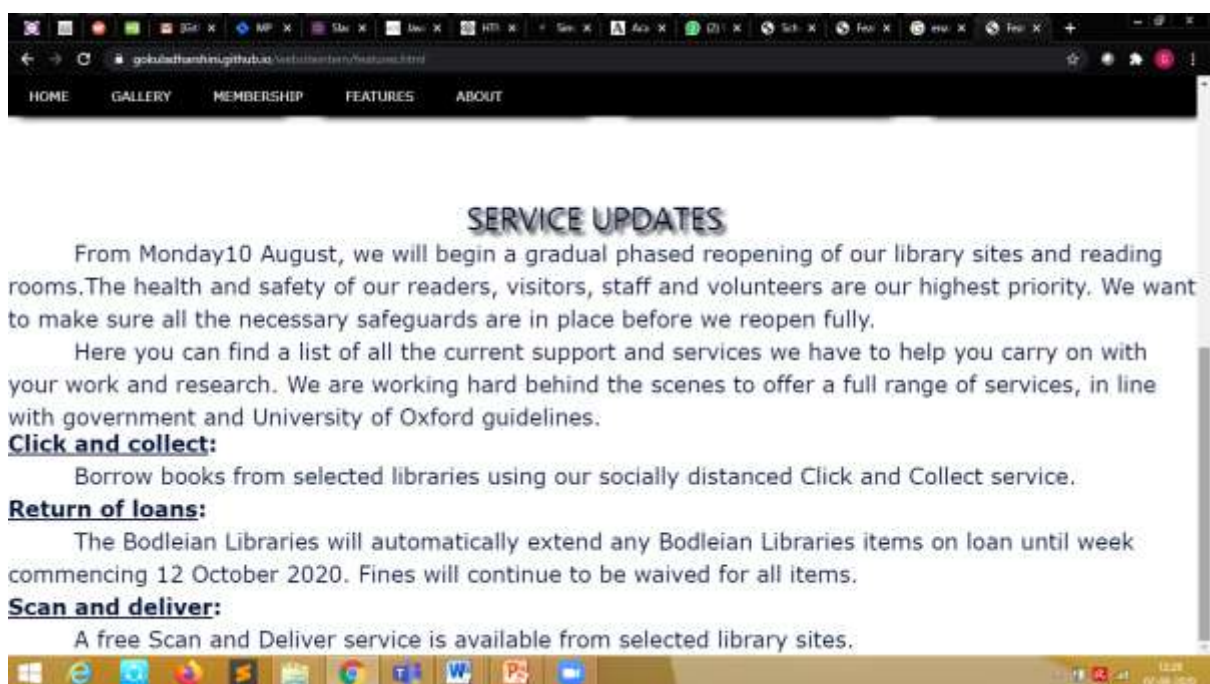 gokuladharshini.github.io
HOME GALLERY MEMBERSHIP FEATURES ABOUT
SERVICE UPDATES
From Monday10 August, we will begin a gradual phased reopening of our library sites and reading
rooms.The health and safety of our readers, visitors, staff and volunteers are our highest priority. We want
to make sure all the necessary safeguards are in place before we reopen fully.
Here you can find a list of all the current support and services we have to help you carry on with
your work and research. We are working hard behind the scenes to offer a full range of services, in line
with government and University of Oxford guidelines.
Click and collect:
Borrow books from selected libraries using our socially distanced Click and Collect service.
Return of loans:
The Bodleian Libraries will automatically extend any Bodleian Libraries items on loan until week
commencing 12 October 2020. Fines will continue to be waived for all items.
Scan and deliver:
A free Scan and Deliver service is available from selected library sites.